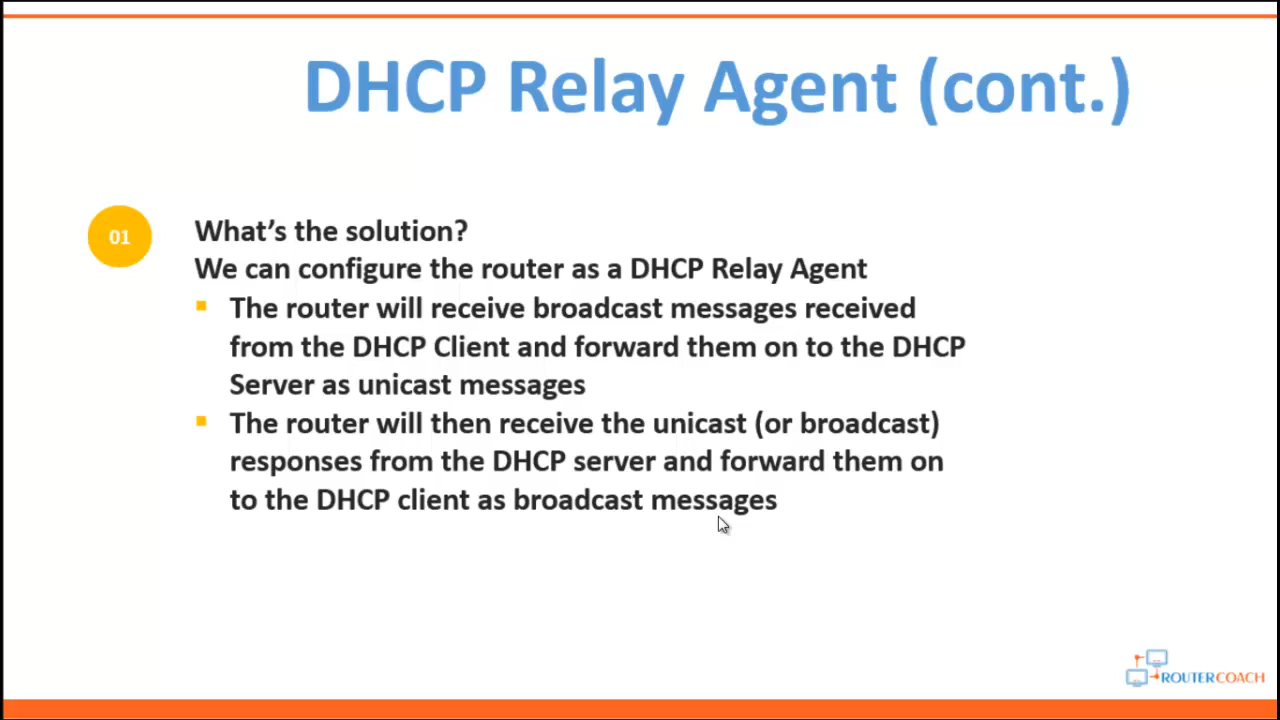 DHCP Relay Agent (cont.)
01
What's the solution?
We can configure the router as a DHCP Relay Agent
The router will receive broadcast messages received
from the DHCP Client and forward them on to the DHCP
Server as unicast messages
The router will then receive the unicast (or broadcast)
responses from the DHCP server and forward them on
to the DHCP client as broadcast messages
ROUTERCOACH